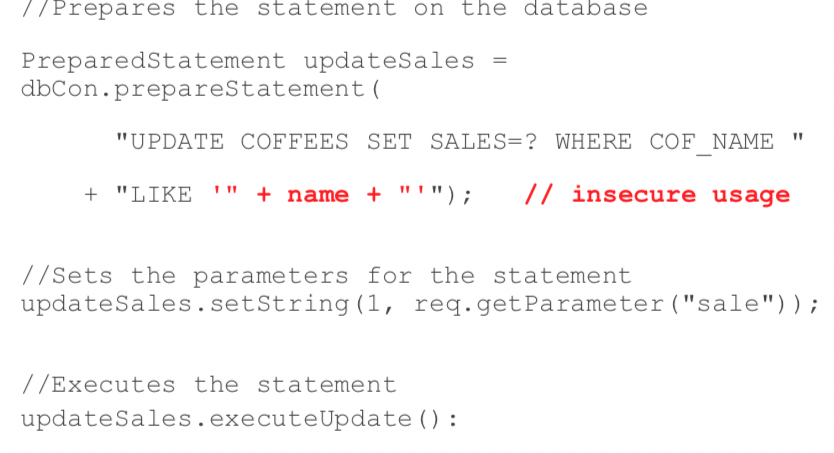 //Prepares the statement on the database
PreparedStatement updateSales =
dbCon.prepareStatement(
"UPDATE COFFEES SET SALES=? WHERE COF_NAME "
+ "LIKE '" + name + "'"); // insecure usage
//Sets the parameters for the statement
updateSales.setString(1, req.getParameter("sale"));
//Executes the statement
updateSales.executeUpdate():